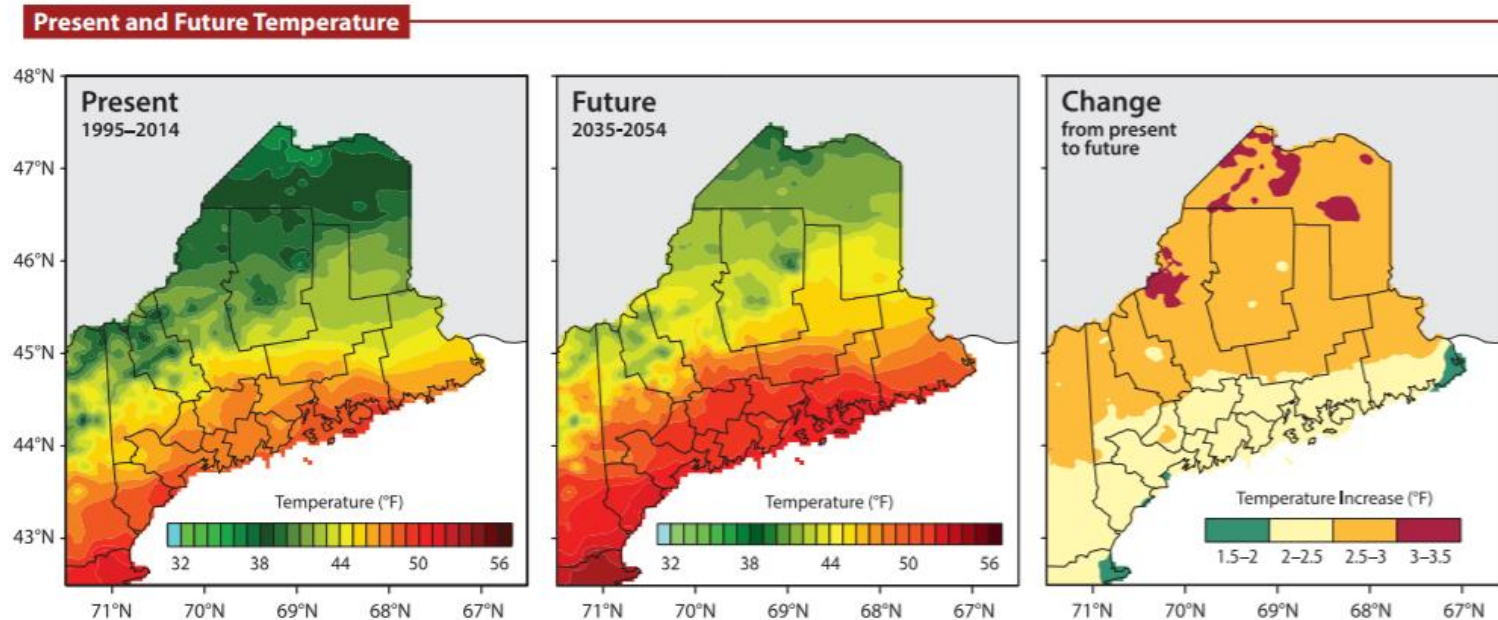 Present and Future Temperature
Present
1995–2014
48°N
47°N
46°N
45°N
44°N
43°N
Temperature (°F)
32 38 44 50 56
71°N 70°N 69°N 68°N 67°N
Future
2035-2054
Temperature (°F)
32 38 44 50 56
71°N 70°N 69°N 68°N 67°N
Change
from present
to future
Temperature Increase (°F)
1.5–2 2–2.5 2.5–3 3–3.5
71°N 70°N 69°N 68°N 67°N